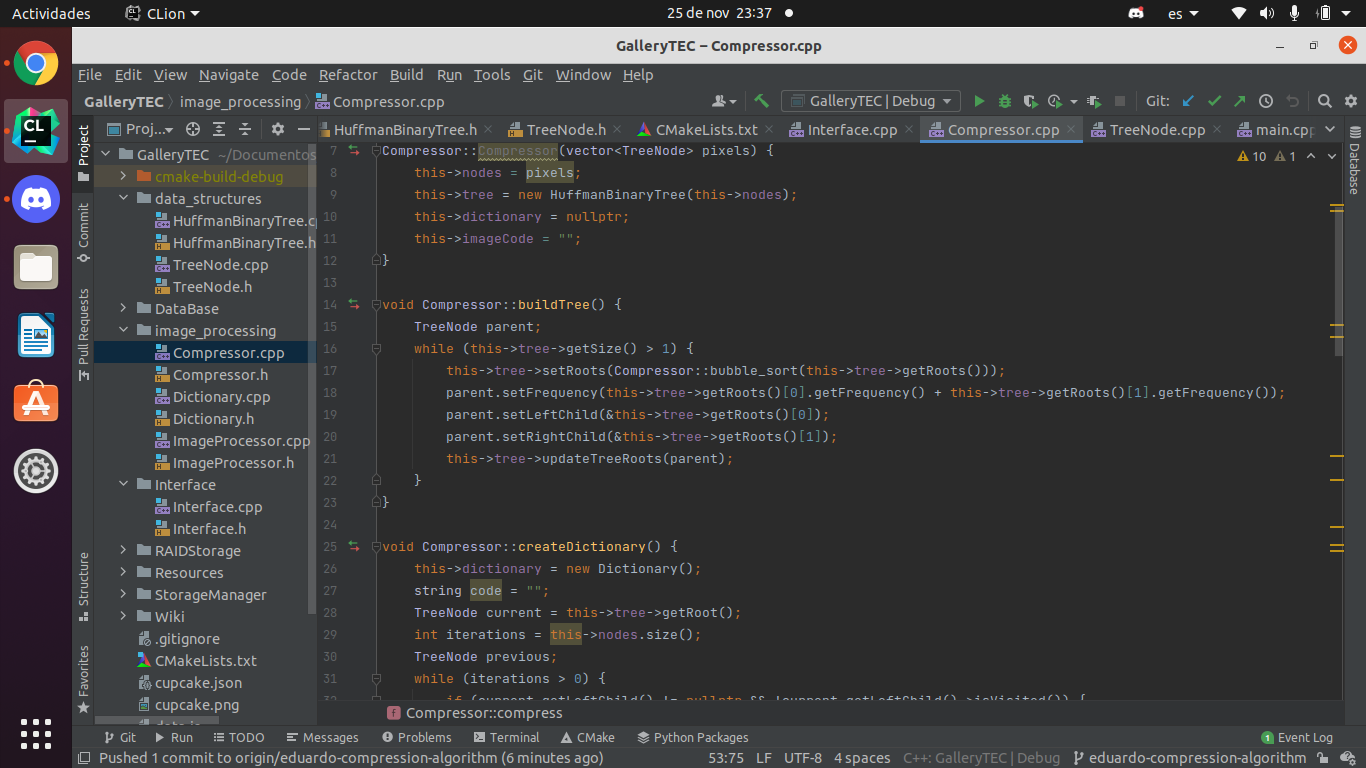 Actividades CLion 25 de nov 23:37 es
GalleryTEC – Compressor.cpp
File Edit View Navigate Code Refactor Build Run Tools Git Window Help
GalleryTEC image_processing Compressor.cpp GalleryTEC | Debug Git:
Project Proj... HuffmanBinaryTree.h TreeNode.h CMakeLists.txt Interface.cpp Compressor.cpp TreeNode.cpp main.cpp
GalleryTEC ~/Documentos
cmake-build-debug
data_structures
HuffmanBinaryTree.cp
HuffmanBinaryTree.h
TreeNode.cpp
TreeNode.h
DataBase
image_processing
Compressor.cpp
Compressor.h
Dictionary.cpp
Dictionary.h
ImageProcessor.cpp
ImageProcessor.h
Interface
Interface.cpp
Interface.h
RAIDStorage
Resources
StorageManager
Wiki
.gitignore
CMakeLists.txt
cupcake.json
cupcake.png
Commit
Pull Requests
Structure
Favorites
Database
10 1
7 Compressor::Compressor(vector<TreeNode> pixels) {
8 this->nodes = pixels;
9 this->tree = new HuffmanBinaryTree(this->nodes);
10 this->dictionary = nullptr;
11 this->imageCode = "";
12 }
13
14 void Compressor::buildTree() {
15 TreeNode parent;
16 while (this->tree->getSize() > 1) {
17 this->tree->setRoots(Compressor::bubble_sort(this->tree->getRoots()));
18 parent.setFrequency(this->tree->getRoots()[0].getFrequency() + this->tree->getRoots()[1].getFrequency());
19 parent.setLeftChild(&this->tree->getRoots()[0]);
20 parent.setRightChild(&this->tree->getRoots()[1]);
21 this->tree->updateTreeRoots(parent);
22 }
23 }
24
25 void Compressor::createDictionary() {
26 this->dictionary = new Dictionary();
27 string code = "";
28 TreeNode current = this->tree->getRoot();
29 int iterations = this->nodes.size();
30 TreeNode previous;
31 while (iterations > 0) {
32 if (current.getLeftChild() != nullptr && !current.getLeftChild()->isVisited()) {
Compressor::compress
Git Run TODO Messages Problems Terminal CMake Python Packages 1 Event Log
Pushed 1 commit to origin/eduardo-compression-algorithm (6 minutes ago) 53:75 LF UTF-8 4 spaces C++: GalleryTEC | Debug eduardo-compression-algorithm